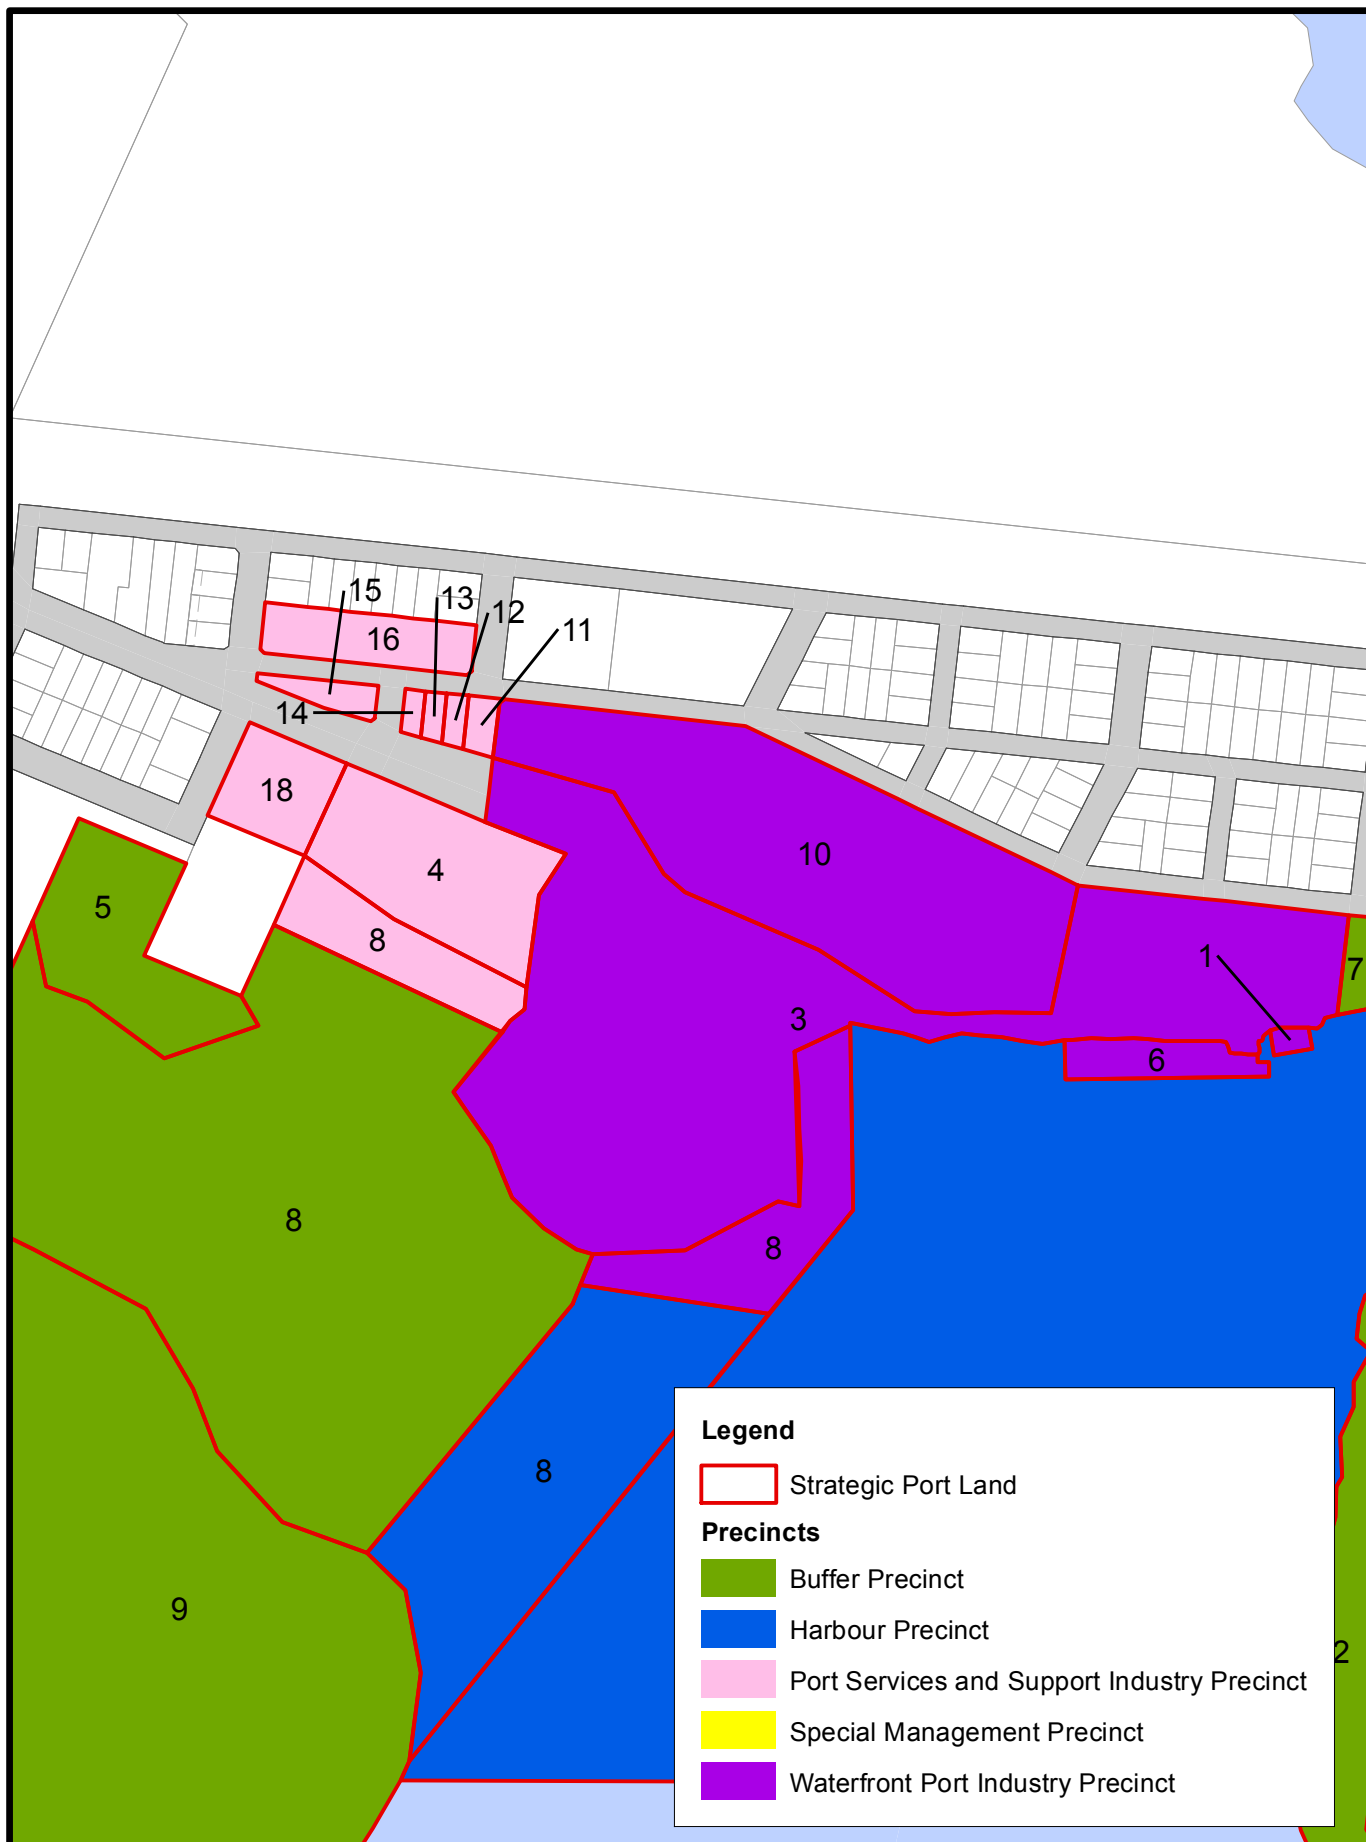 15
13
12
11
16
14
18
10
4
5
8
1
7
3
6
8
8
8
9
2
Legend
Strategic Port Land
Precincts
Buffer Precinct
Harbour Precinct
Port Services and Support Industry Precinct
Special Management Precinct
Waterfront Port Industry Precinct